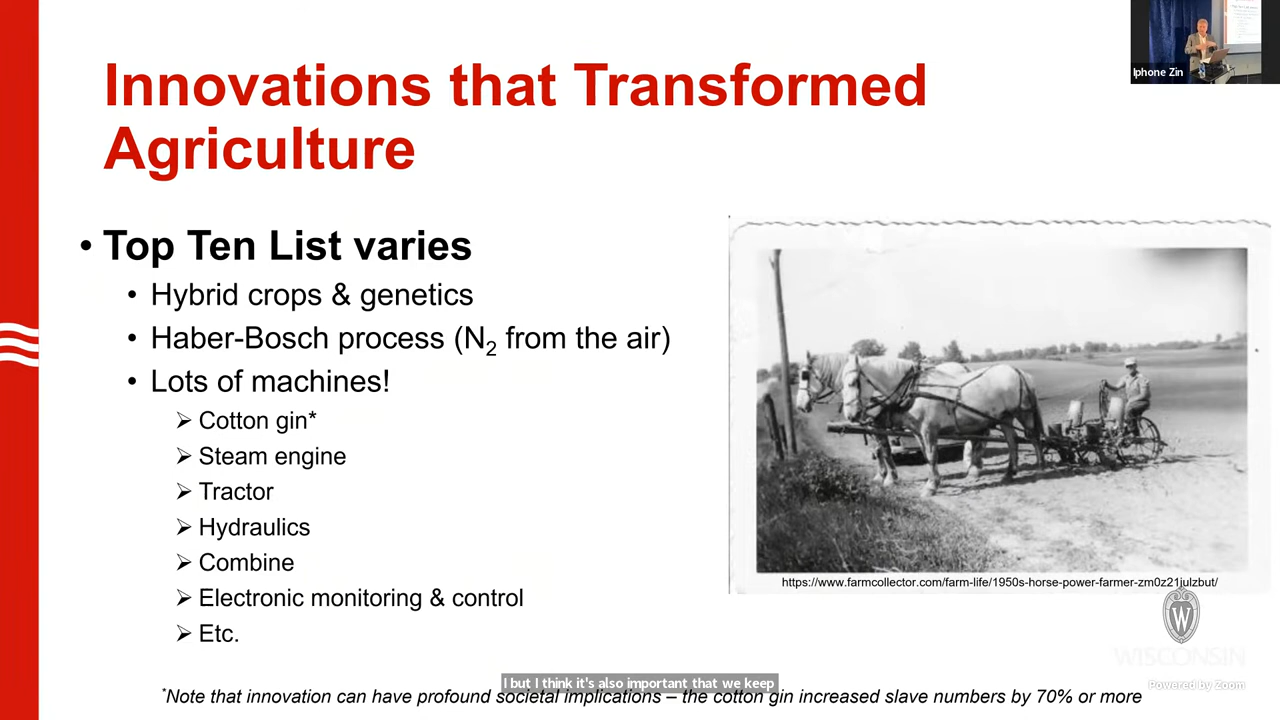 Iphone Zin
Innovations that Transformed
Agriculture
• Top Ten List varies
• Hybrid crops & genetics
• Haber-Bosch process (N₂ from the air)
• Lots of machines!
➢ Cotton gin*
➢ Steam engine
➢ Tractor
➢ Hydraulics
➢ Combine
➢ Electronic monitoring & control
➢ Etc.
https://www.farmcollector.com/farm-life/1950s-horse-power-farmer-zm0z21julzbut/
W
WISCONSIN
I but I think it's also important that we keep
Powered by Zoom
*Note that innovation can have profound societal implications – the cotton gin increased slave numbers by 70% or more